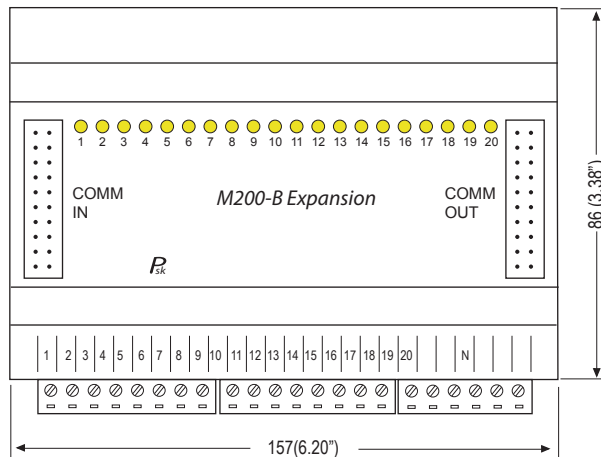 1 2 3 4 5 6 7 8 9 10 11 12 13 14 15 16 17 18 19 20
COMM IN
M200-B Expansion
COMM OUT
Psk
1 2 3 4 5 6 7 8 9 10 11 12 13 14 15 16 17 18 19 20 N
86 (3.38")
157(6.20")